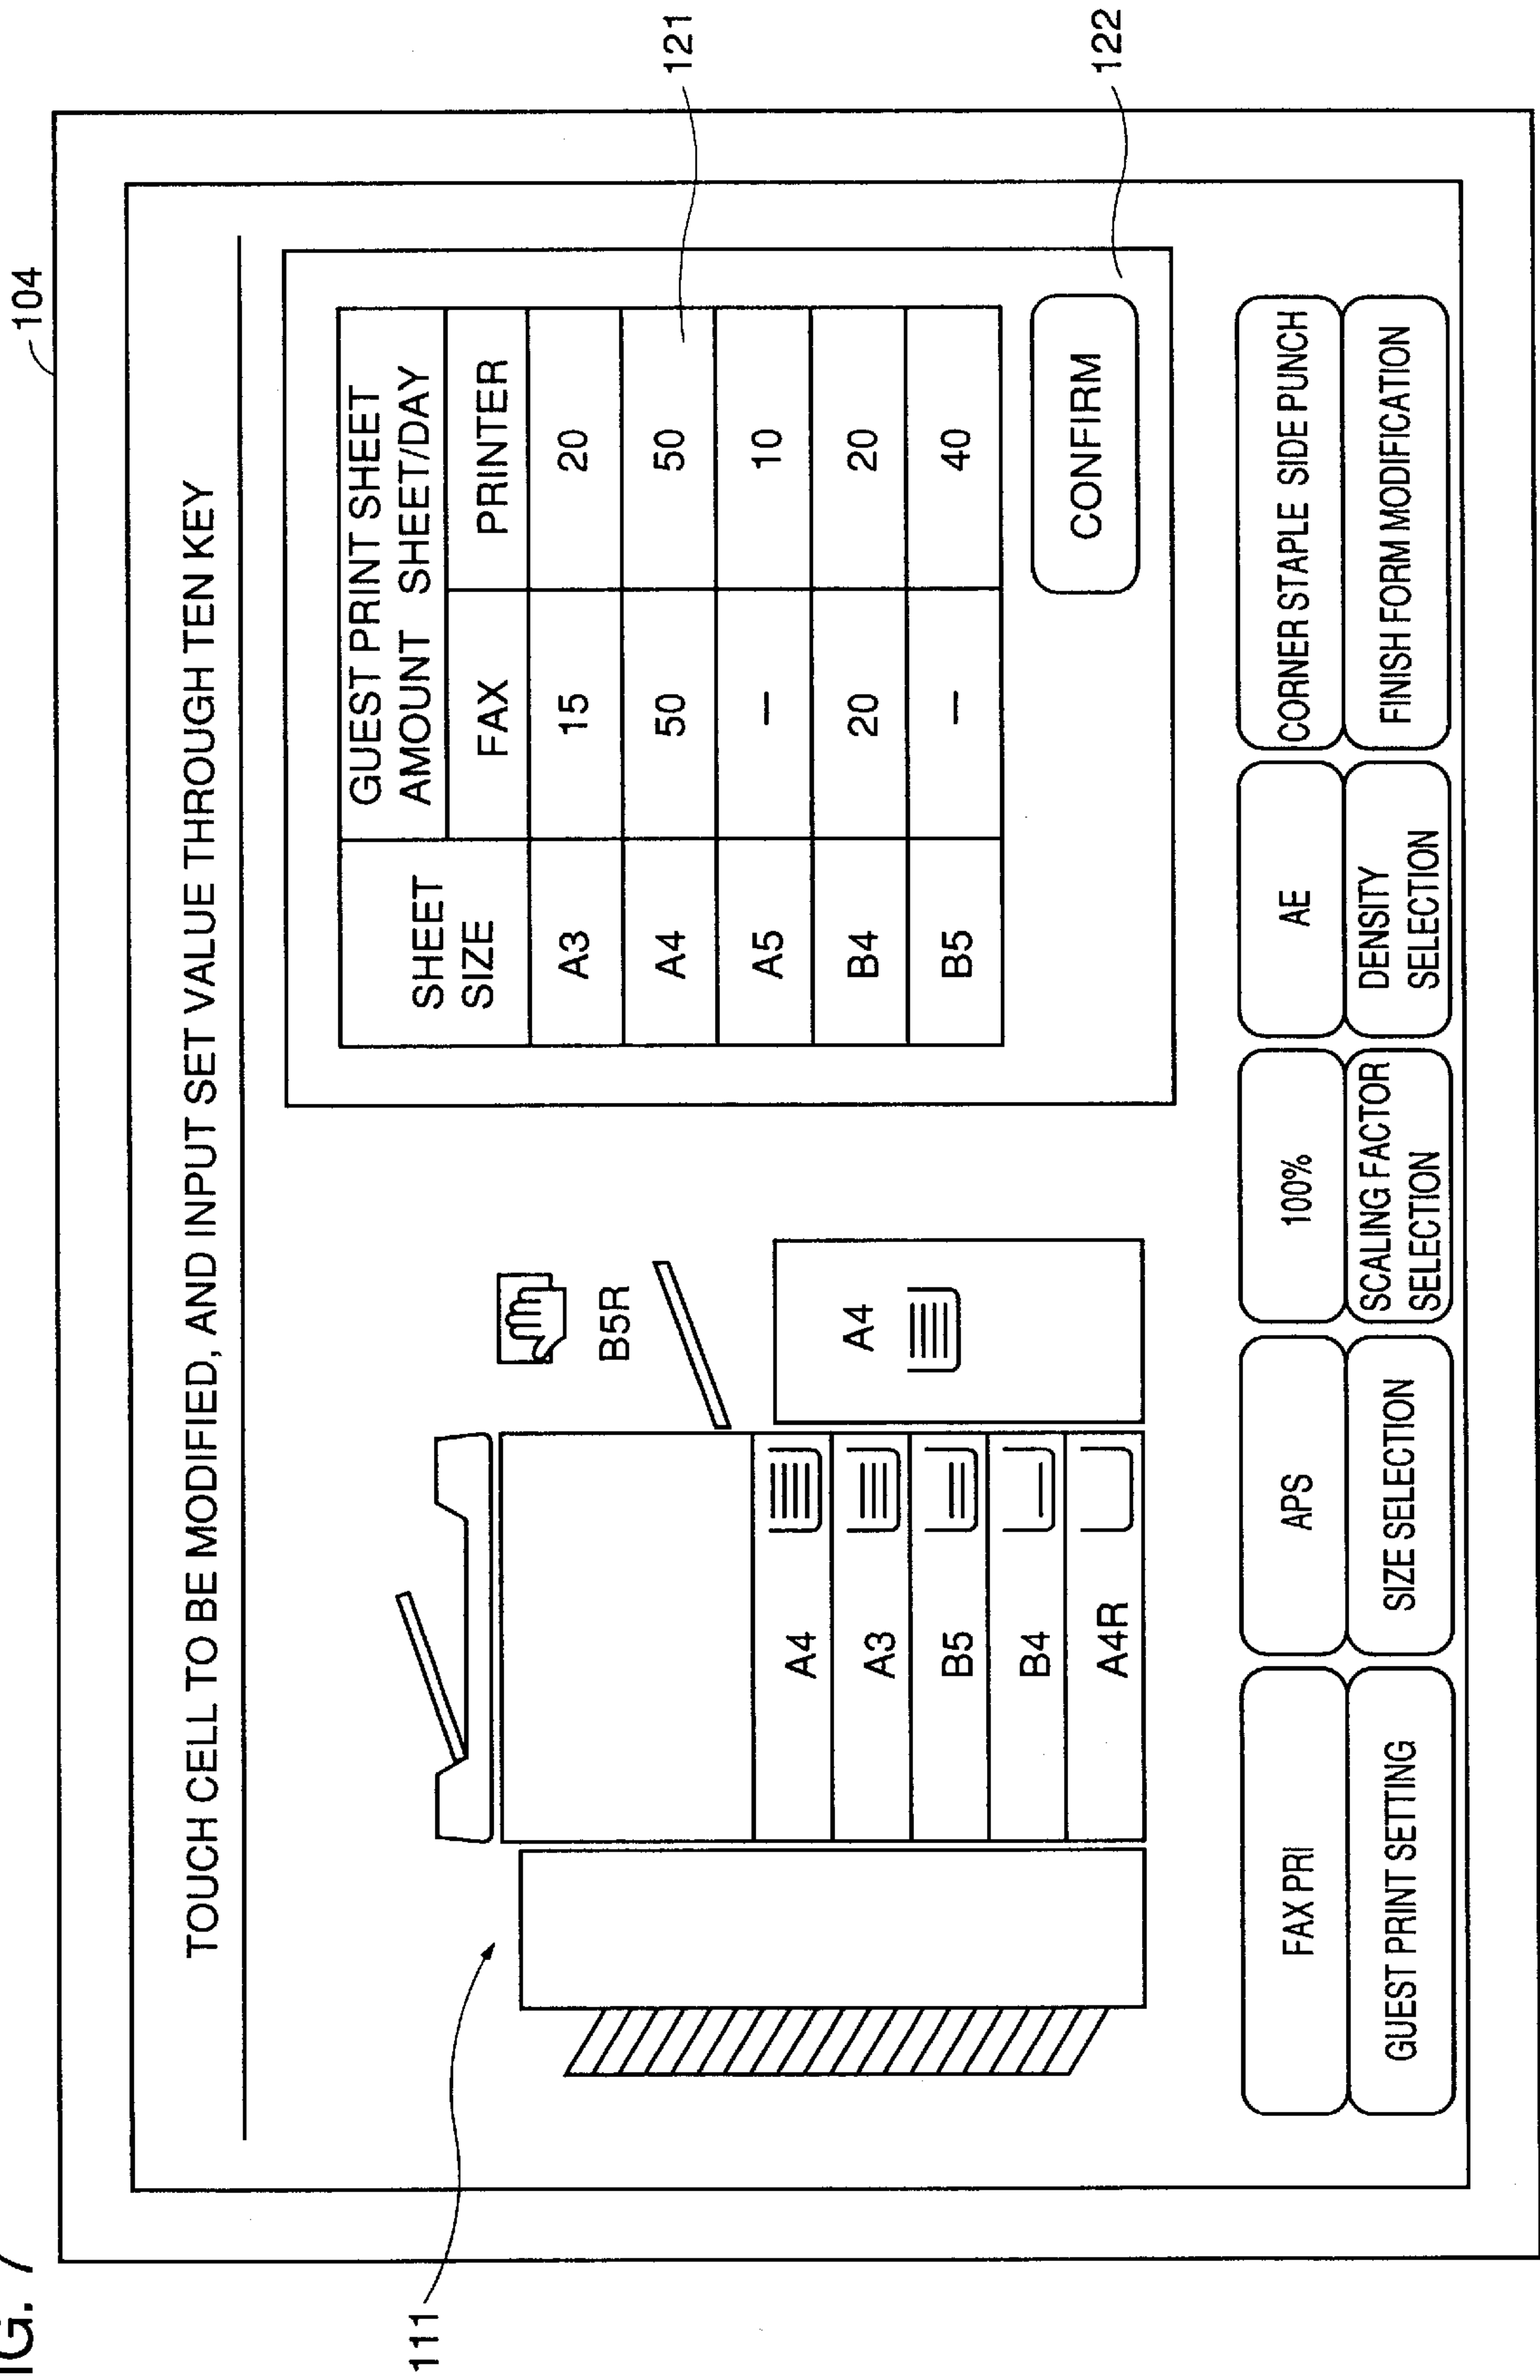 IG. 7
104
TOUCH CELL TO BE MODIFIED, AND INPUT SET VALUE THROUGH TEN KEY
111
B5R
A4
A4
A3
B5
B4
A4R
SHEET SIZE
GUEST PRINT SHEET
AMOUNT SHEET/DAY
FAX PRINTER
A3 15 20
A4 50 50
A5 – 10
B4 20 20
B5 – 40
121
CONFIRM
122
FAX PRI
APS
100%
AE
CORNER STAPLE SIDE PUNCH
GUEST PRINT SETTING
SIZE SELECTION
SCALING FACTOR
SELECTION
DENSITY
SELECTION
FINISH FORM MODIFICATION